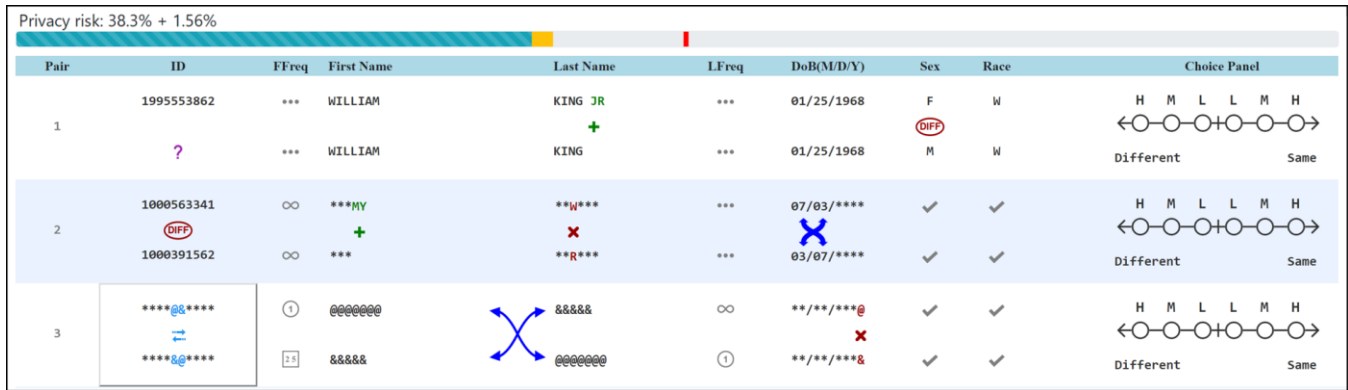 Privacy risk: 38.3% + 1.56%
Pair ID FFreq First Name Last Name LFreq DoB(M/D/Y) Sex Race Choice Panel
1995553862 ••• WILLIAM KING JR ••• 01/25/1968 F W H M L L M H
1 + DIFF
? ••• WILLIAM KING ••• 01/25/1968 M W Different Same
1000563341 ∞ ***MY **W*** ••• 07/03/**** ✓ ✓ H M L L M H
2 DIFF + ✖
1000391562 ∞ *** **R*** ••• 03/07/**** ✓ ✓ Different Same
****@&**** 1 @@@@@@@ &&&&& ∞ **/**/***@ ✓ ✓ H M L L M H
3 ✖
****&@**** 25 &&&&& @@@@@@@ 1 **/**/***& ✓ ✓ Different Same